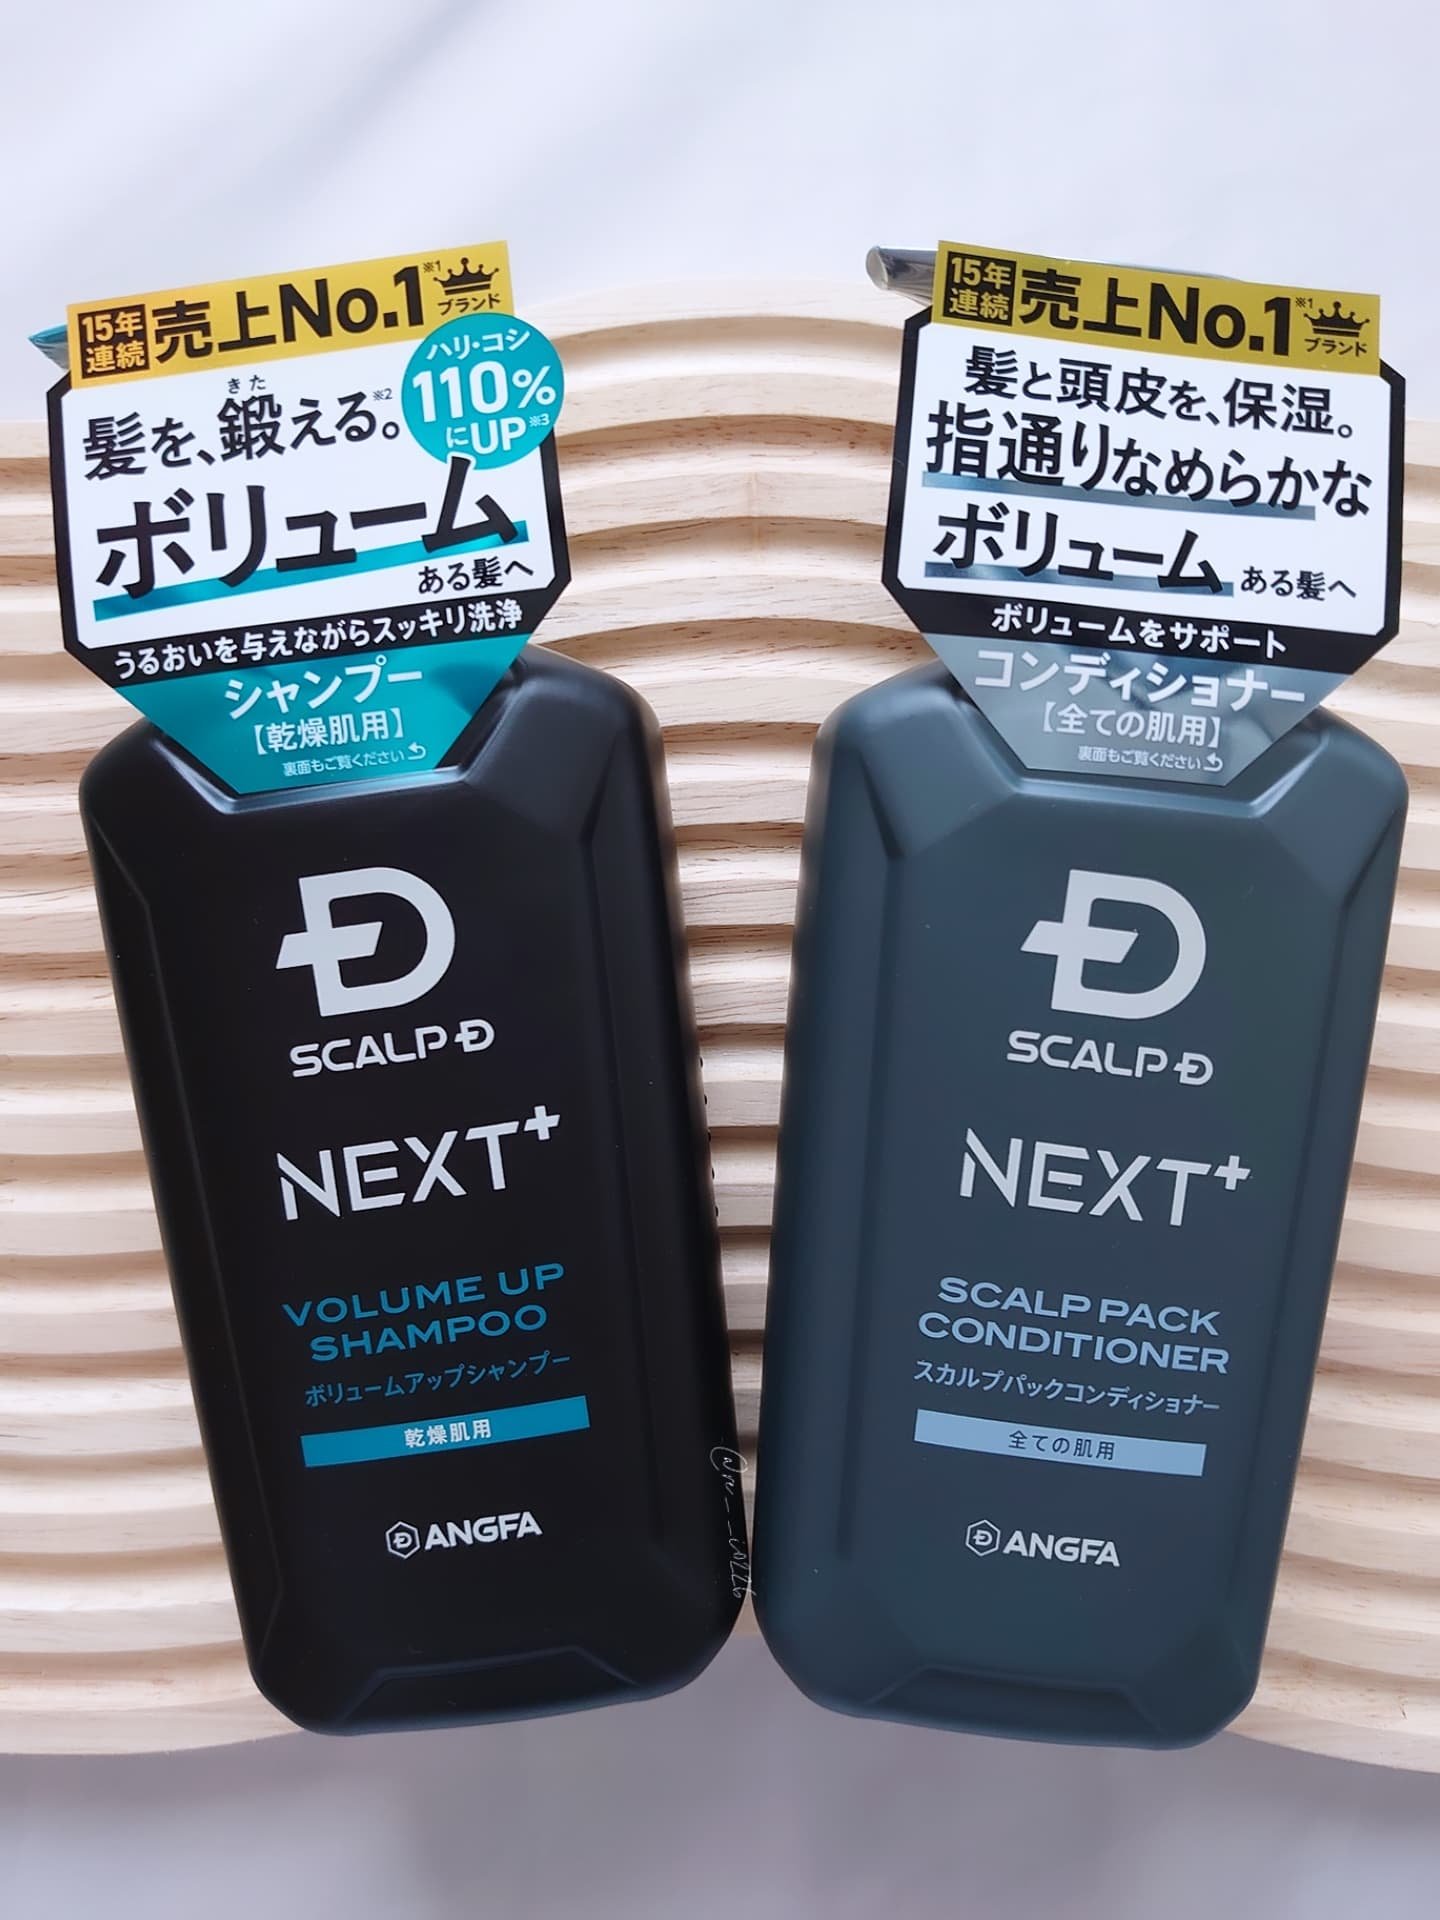 15年
連続
売上No.1※1
ブランド
ハリ・コシ
110%
にUP※3
きた
髪を、鍛える。※2
ボリューム
ある髪へ
うるおいを与えながらスッキリ洗浄
シャンプー
【乾燥肌用】
裏面もご覧ください
SCALP D
NEXT+
VOLUME UP
SHAMPOO
ボリュームアップシャンプー
乾燥肌用
ANGFA
15年
連続
売上No.1※1
ブランド
髪と頭皮を、保湿。
指通りなめらかな
ボリューム
ある髪へ
ボリュームをサポート
コンディショナー
【全ての肌用】
裏面もご覧ください
SCALP D
NEXT+
SCALP PACK
CONDITIONER
スカルプパックコンディショナー
全ての肌用
ANGFA